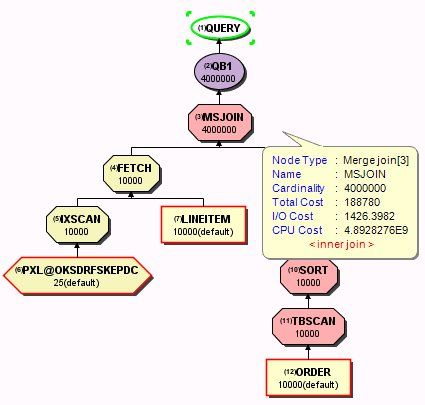 (1)QUERY
(2)QB1
4000000
(3)MSJOIN
4000000
(4)FETCH
10000
Node Type : Merge join[3]
Name : MSJOIN
Cardinality : 4000000
Total Cost : 188780
I/O Cost : 1426.3982
CPU Cost : 4.8928276E9
<inner join>
(5)IXSCAN
10000
(7)LINEITEM
10000(default)
(6)PXL@OKSDRFSKEPDC
25(default)
(10)SORT
10000
(11)TBSCAN
10000
(12)ORDER
10000(default)